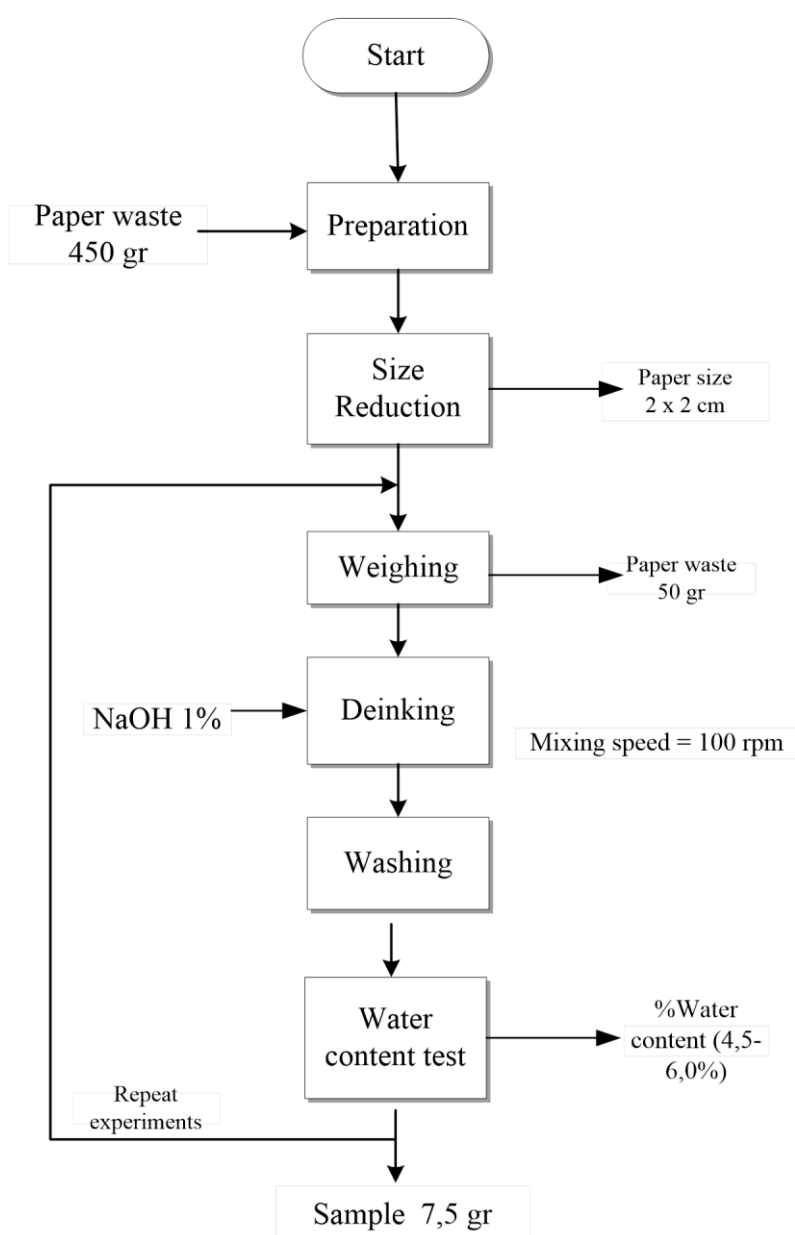 Start
Paper waste
450 gr
Preparation
Size
Reduction
Paper size
2 x 2 cm
Weighing
Paper waste
50 gr
NaOH 1%
Deinking
Mixing speed = 100 rpm
Washing
Water
content test
%Water
content (4,5-
6,0%)
Repeat
experiments
Sample 7,5 gr